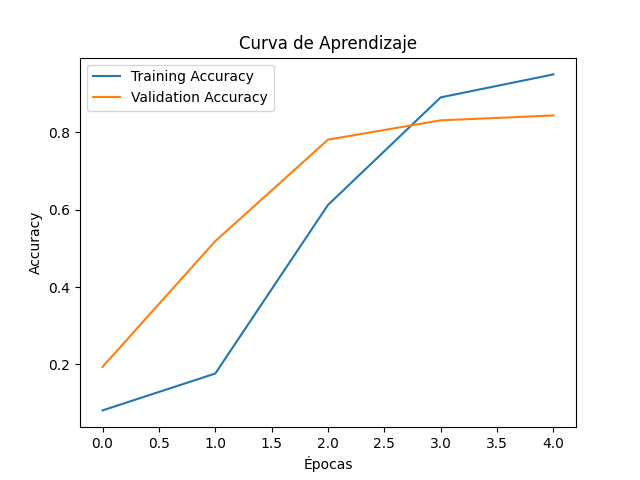 Curva de Aprendizaje
Training Accuracy
Validation Accuracy
Accuracy
0.8
0.6
0.4
0.2
0.0 0.5 1.0 1.5 2.0 2.5 3.0 3.5 4.0
Épocas